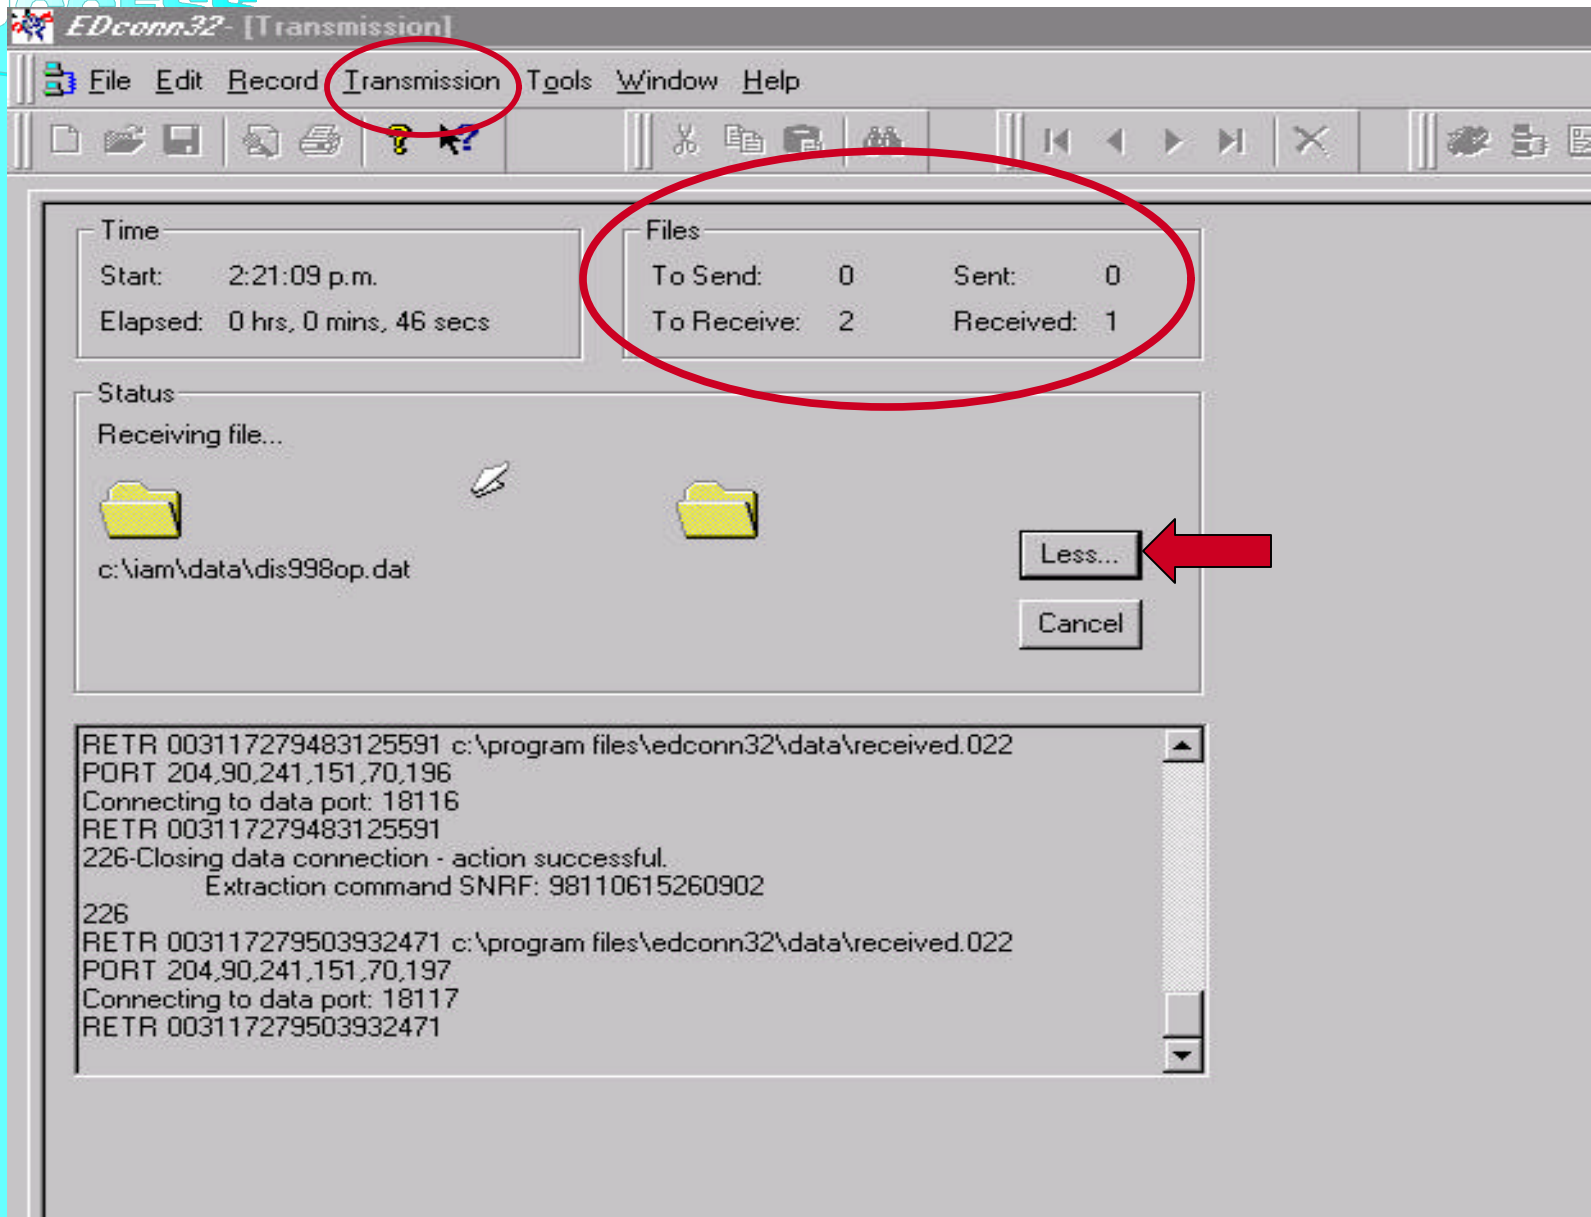 EDconn32- [Transmission]
File Edit Record Transmission Tools Window Help
Time
Start: 2:21:09 p.m.
Elapsed: 0 hrs, 0 mins, 46 secs
Files
To Send: 0 Sent: 0
To Receive: 2 Received: 1
Status
Receiving file...
c:\iam\data\dis998op.dat
Less...
Cancel
RETR 003117279483125591 c:\program files\edconn32\data\received.022
PORT 204,90,241,151,70,196
Connecting to data port: 18116
RETR 003117279483125591
226-Closing data connection - action successful.
Extraction command SNRF: 98110615260902
226
RETR 003117279503932471 c:\program files\edconn32\data\received.022
PORT 204,90,241,151,70,197
Connecting to data port: 18117
RETR 003117279503932471